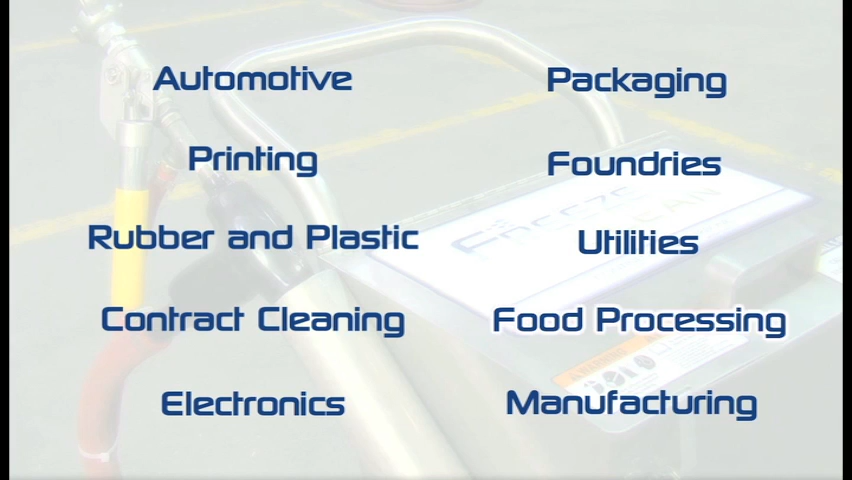 Automotive
Printing
Rubber and Plastic
Contract Cleaning
Electronics
Packaging
Foundries
Utilities
Food Processing
Manufacturing